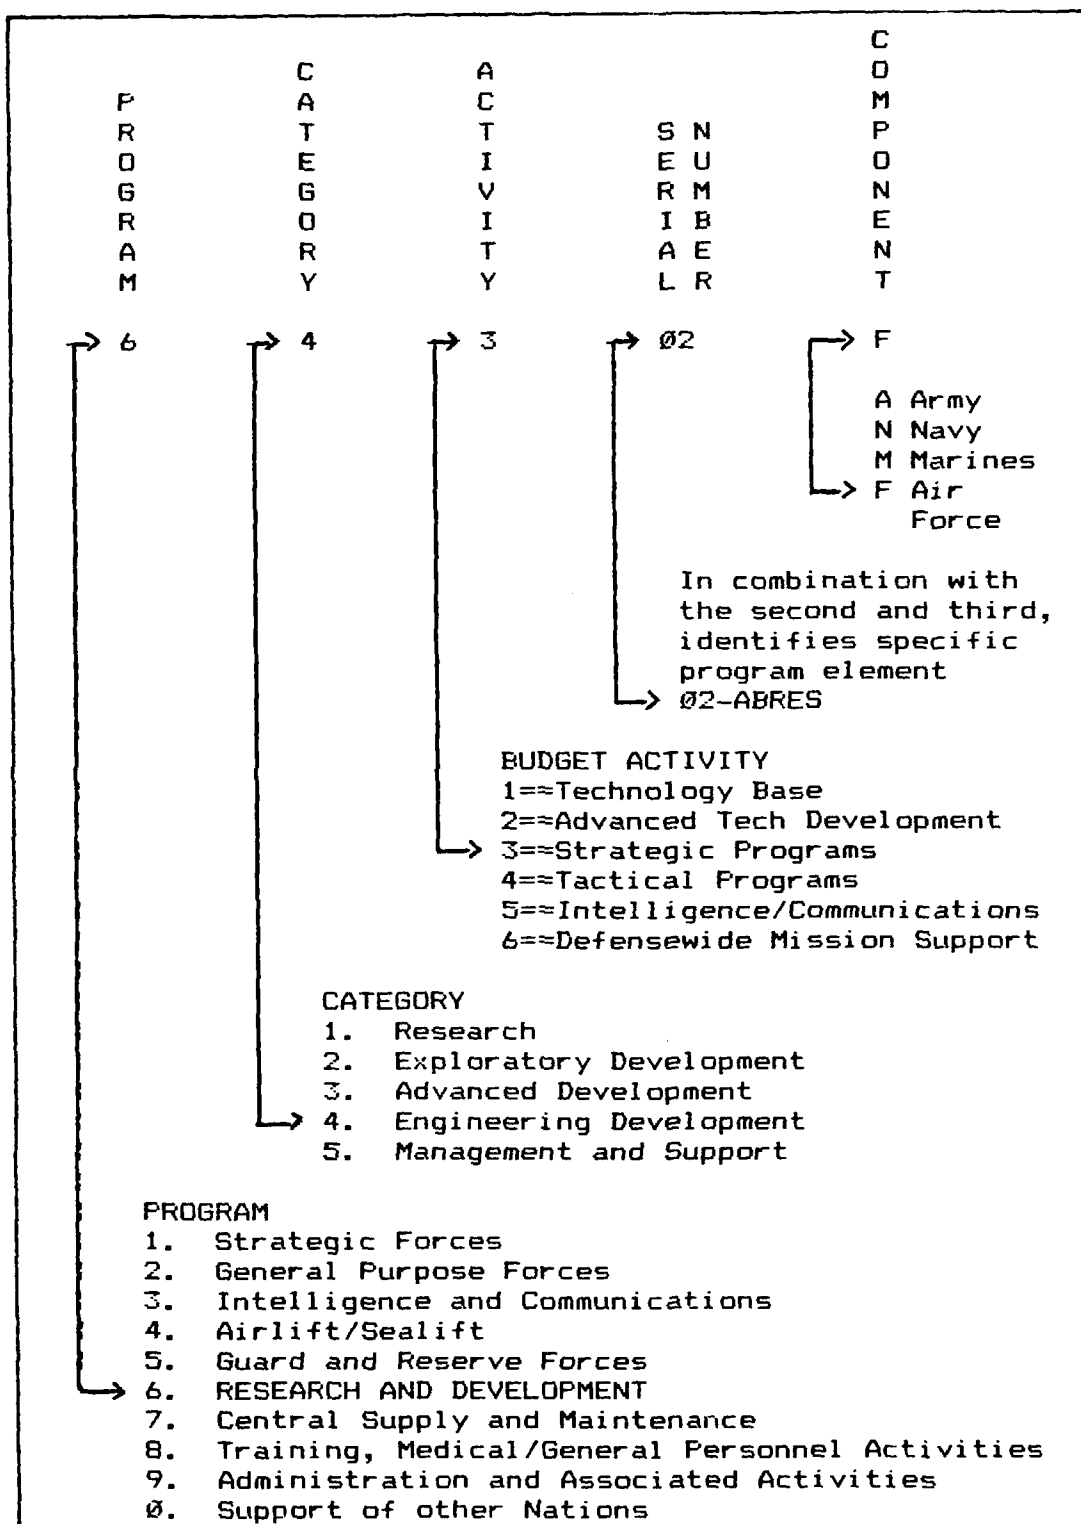 PROGRAM
CATEGORY
ACTIVITY
SERIAL
NUMBER
COMPONENT
6 4 3 Ø2 F
A Army
N Navy
M Marines
F Air
Force
In combination with
the second and third,
identifies specific
program element
Ø2-ABRES
BUDGET ACTIVITY
1==Technology Base
2==Advanced Tech Development
3==Strategic Programs
4==Tactical Programs
5==Intelligence/Communications
6==Defensewide Mission Support
CATEGORY
1. Research
2. Exploratory Development
3. Advanced Development
4. Engineering Development
5. Management and Support
PROGRAM
1. Strategic Forces
2. General Purpose Forces
3. Intelligence and Communications
4. Airlift/Sealift
5. Guard and Reserve Forces
6. RESEARCH AND DEVELOPMENT
7. Central Supply and Maintenance
8. Training, Medical/General Personnel Activities
9. Administration and Associated Activities
Ø. Support of other Nations